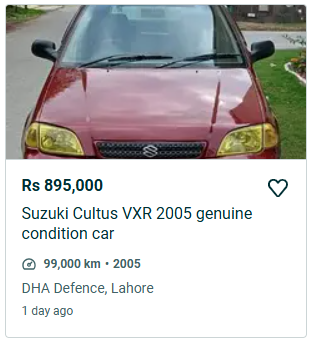 Rs 895,000
Suzuki Cultus VXR 2005 genuine
condition car
99,000 km • 2005
DHA Defence, Lahore
1 day ago